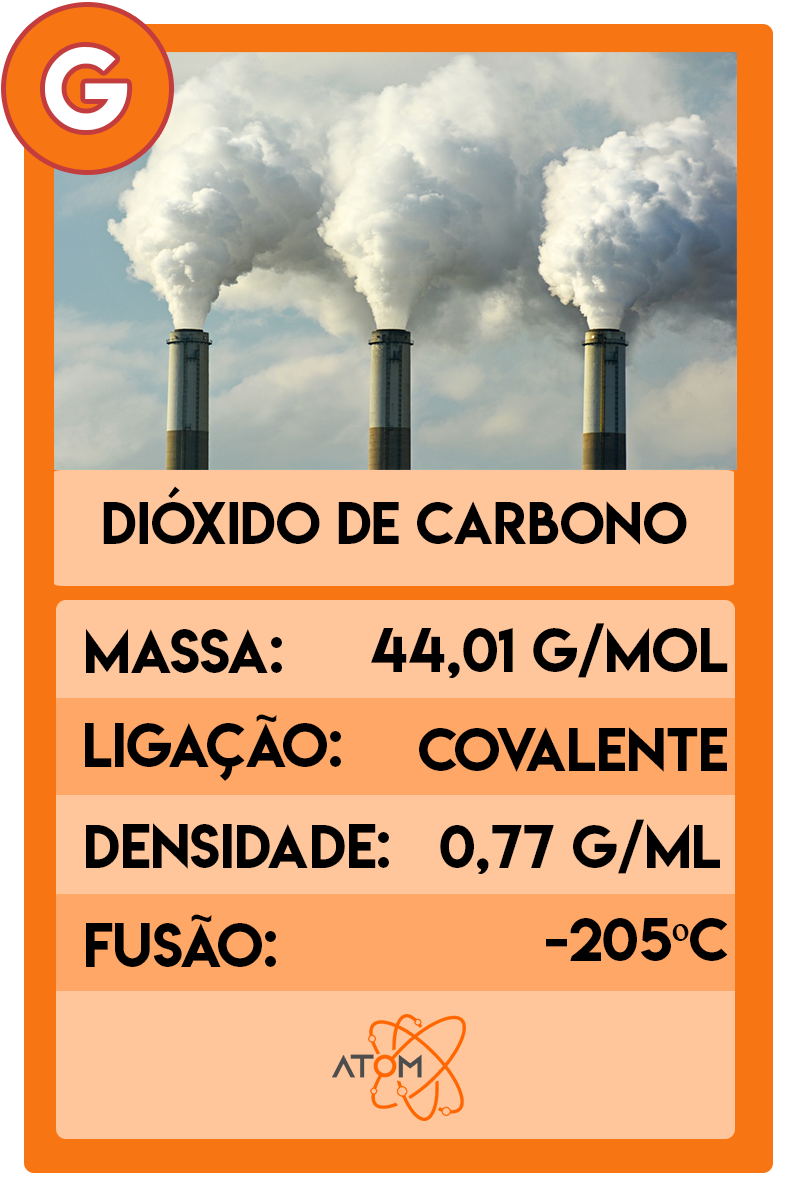 G
DIÓXIDO DE CARBONO
MASSA: 44,01 G/MOL
LIGAÇÃO: COVALENTE
DENSIDADE: 0,77 G/ML
FUSÃO: -205ºC
ATOM